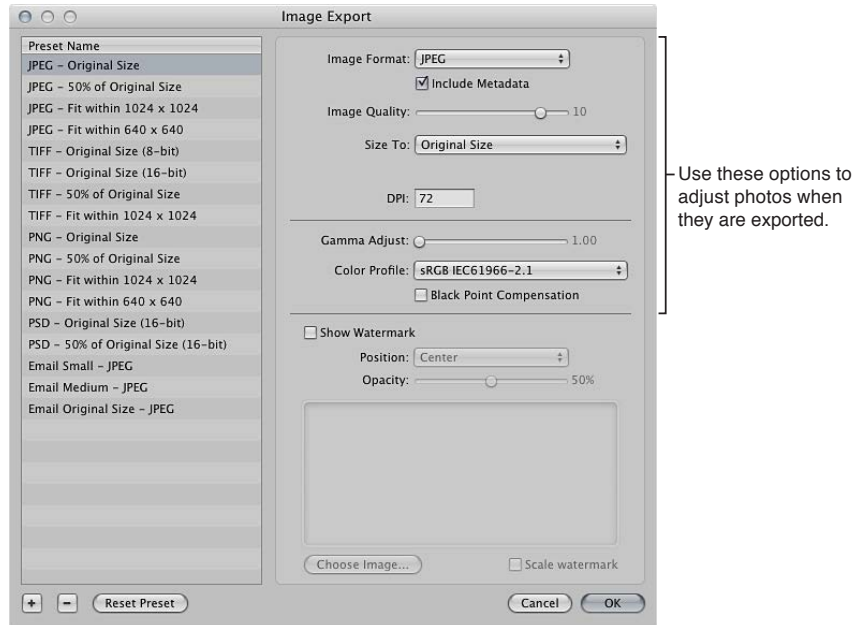 Image Export
Preset Name
JPEG – Original Size
JPEG – 50% of Original Size
JPEG – Fit within 1024 x 1024
JPEG – Fit within 640 x 640
TIFF – Original Size (8-bit)
TIFF – Original Size (16-bit)
TIFF – 50% of Original Size
TIFF – Fit within 1024 x 1024
PNG – Original Size
PNG – 50% of Original Size
PNG – Fit within 1024 x 1024
PNG – Fit within 640 x 640
PSD – Original Size (16-bit)
PSD – 50% of Original Size (16-bit)
Email Small – JPEG
Email Medium – JPEG
Email Original Size – JPEG
Image Format: JPEG
Include Metadata
Image Quality: 10
Size To: Original Size
DPI: 72
Gamma Adjust: 1.00
Color Profile: sRGB IEC61966-2.1
Black Point Compensation
Show Watermark
Position: Center
Opacity: 50%
Choose Image...
Scale watermark
+ – Reset Preset
Cancel OK
Use these options to
adjust photos when
they are exported.